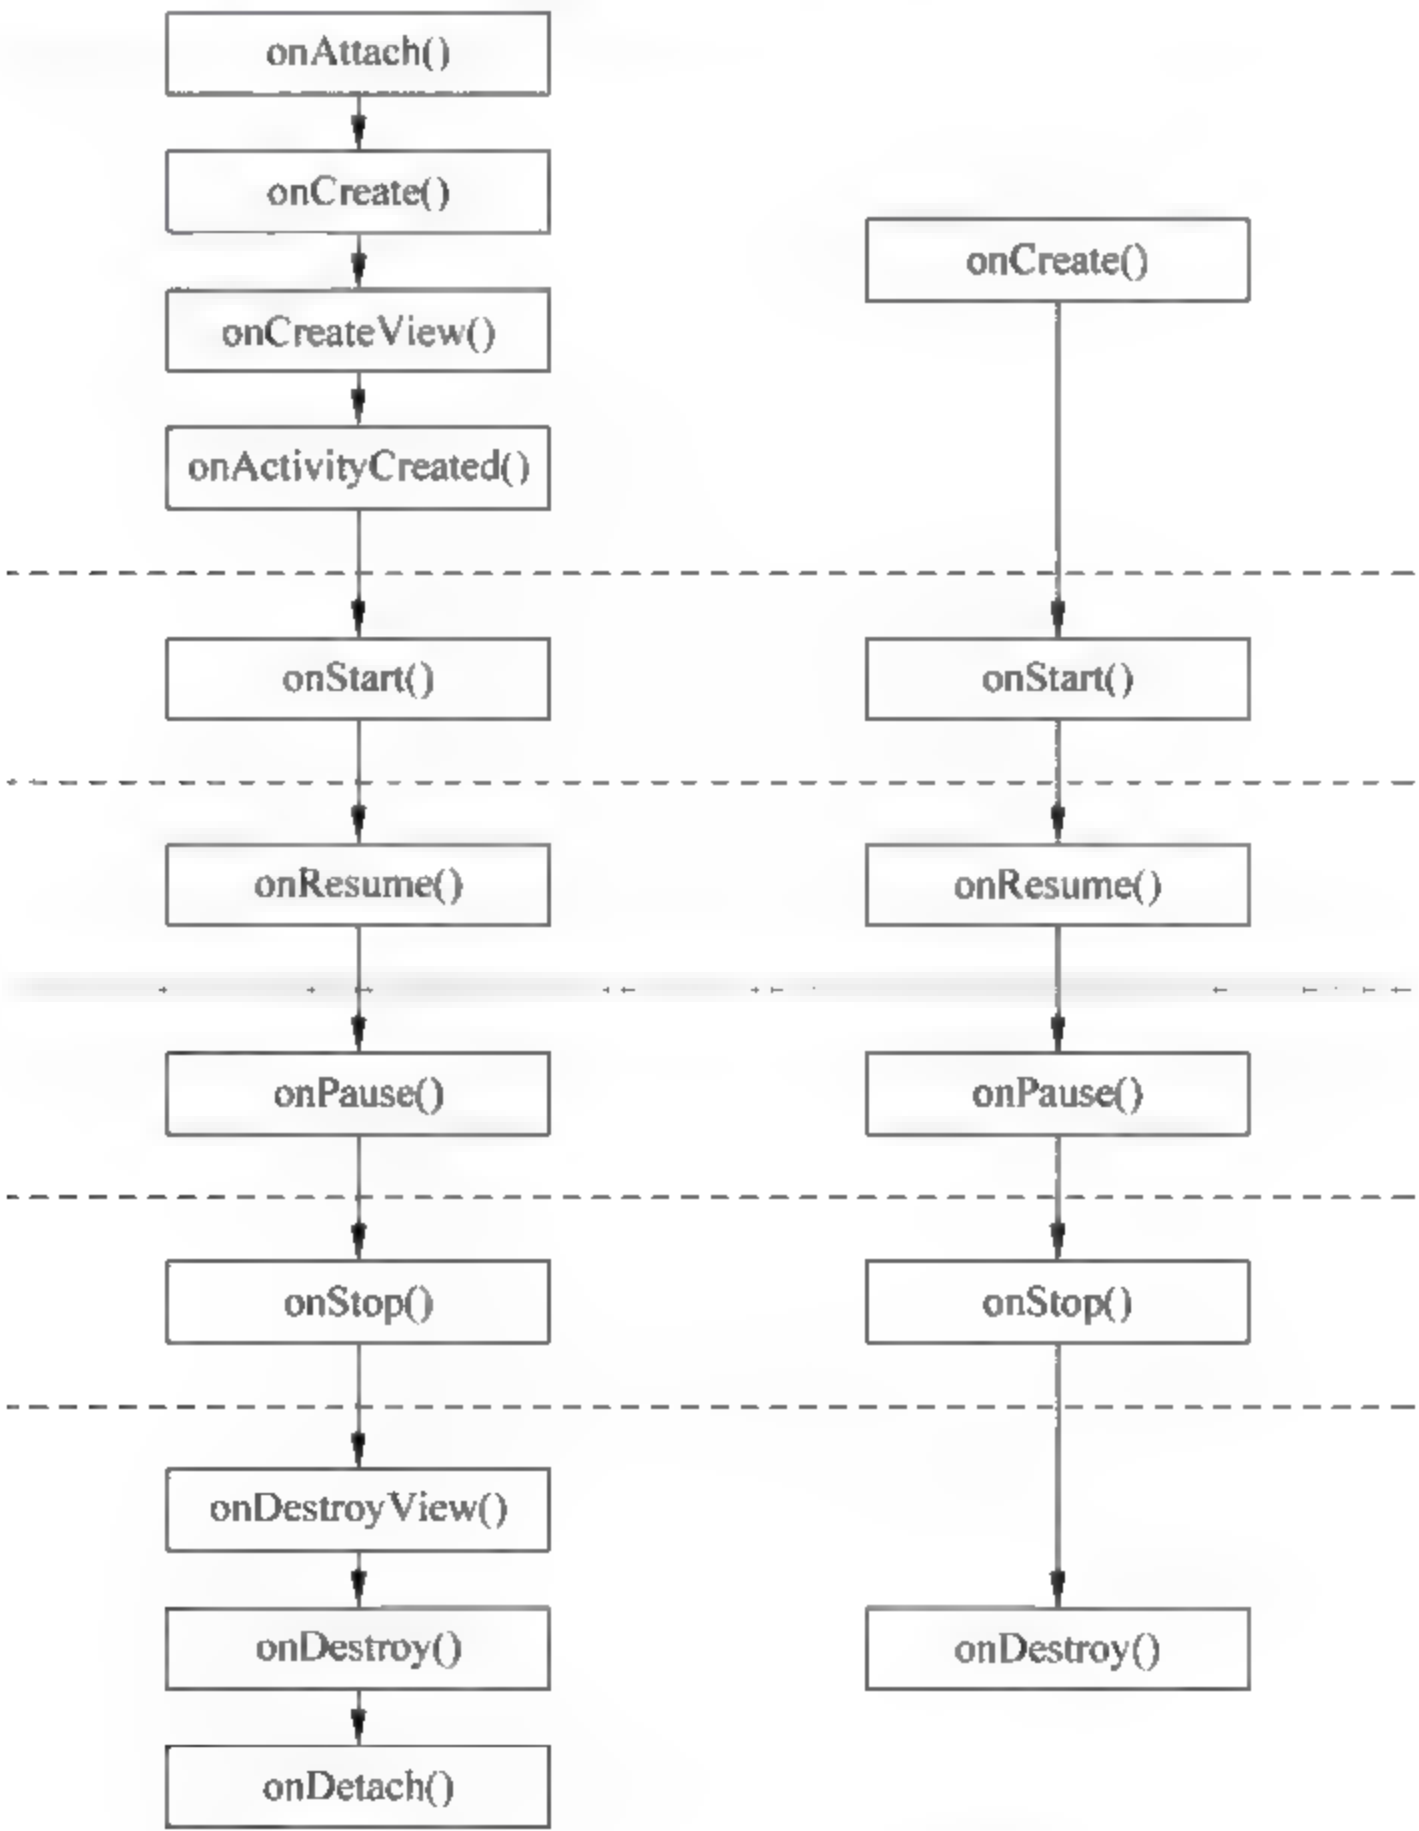 onAttach()
onCreate()
onCreateView()
onActivityCreated()
onStart()
onResume()
onPause()
onStop()
onDestroyView()
onDestroy()
onDetach()
onCreate()
onStart()
onResume()
onPause()
onStop()
onDestroy()